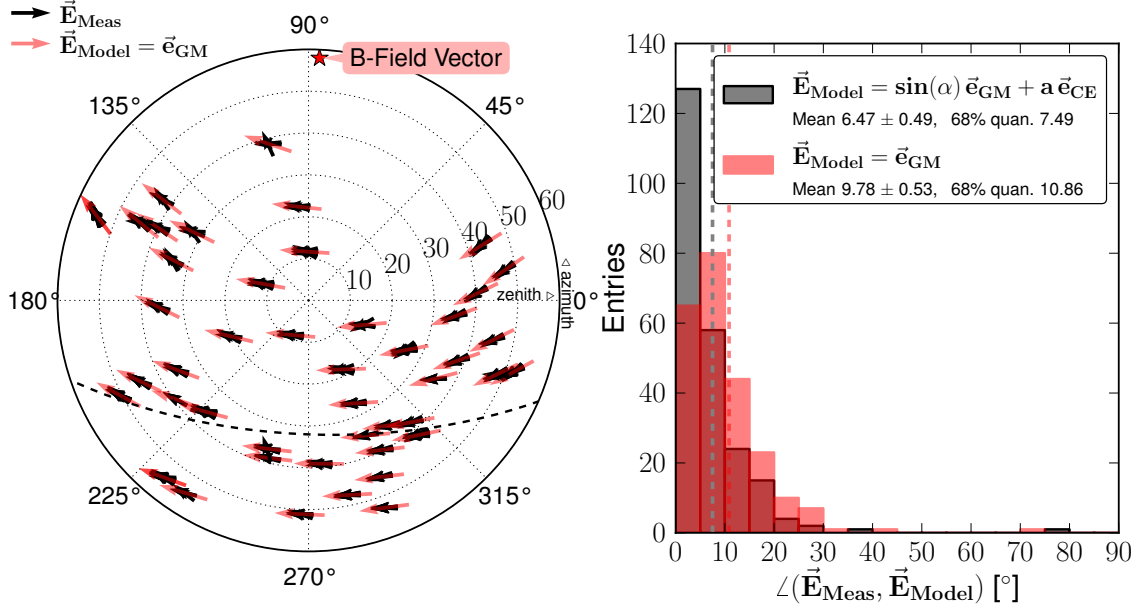 E⃗Meas
E⃗Model = e⃗GM
90°
B-Field Vector
135°
45°
60
50
40
30
20
10
180°
zenith ▷
◁ azimuth
0°
225°
315°
270°
140
120
100
80
60
40
20
0
Entries
E⃗Model = sin(α) e⃗GM + a e⃗CE
Mean 6.47 ± 0.49, 68% quan. 7.49
E⃗Model = e⃗GM
Mean 9.78 ± 0.53, 68% quan. 10.86
0 10 20 30 40 50 60 70 80 90
∠(E⃗Meas, E⃗Model) [°]